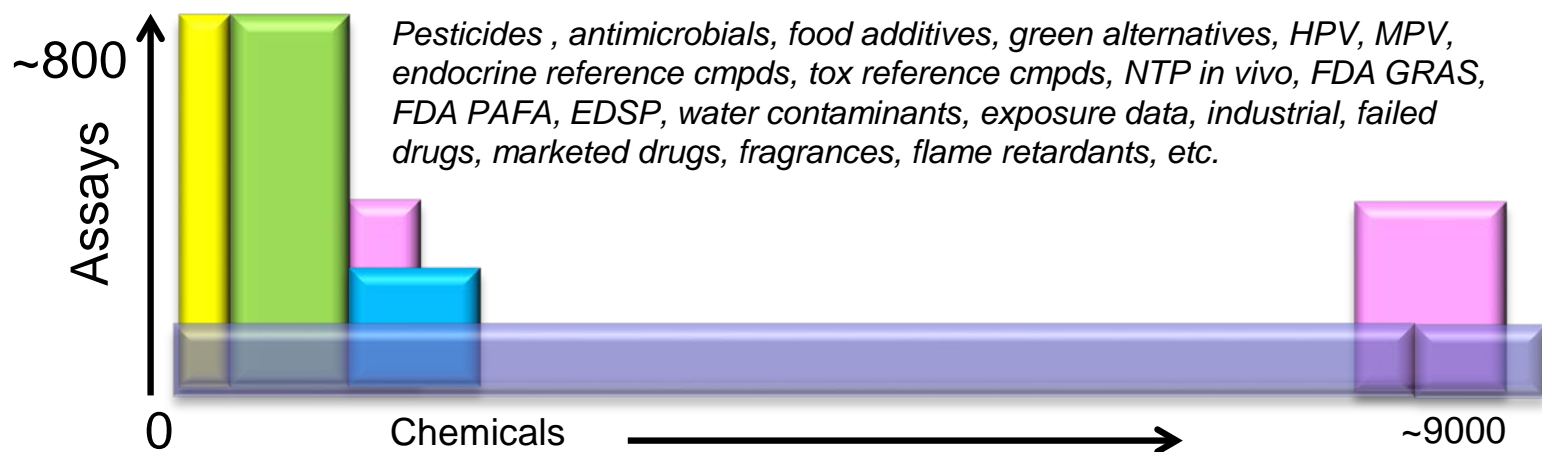 Pesticides , antimicrobials, food additives, green alternatives, HPV, MPV,
endocrine reference cmpds, tox reference cmpds, NTP in vivo, FDA GRAS,
FDA PAFA, EDSP, water contaminants, exposure data, industrial, failed
drugs, marketed drugs, fragrances, flame retardants, etc.
~800
Assays
0
Chemicals
~9000